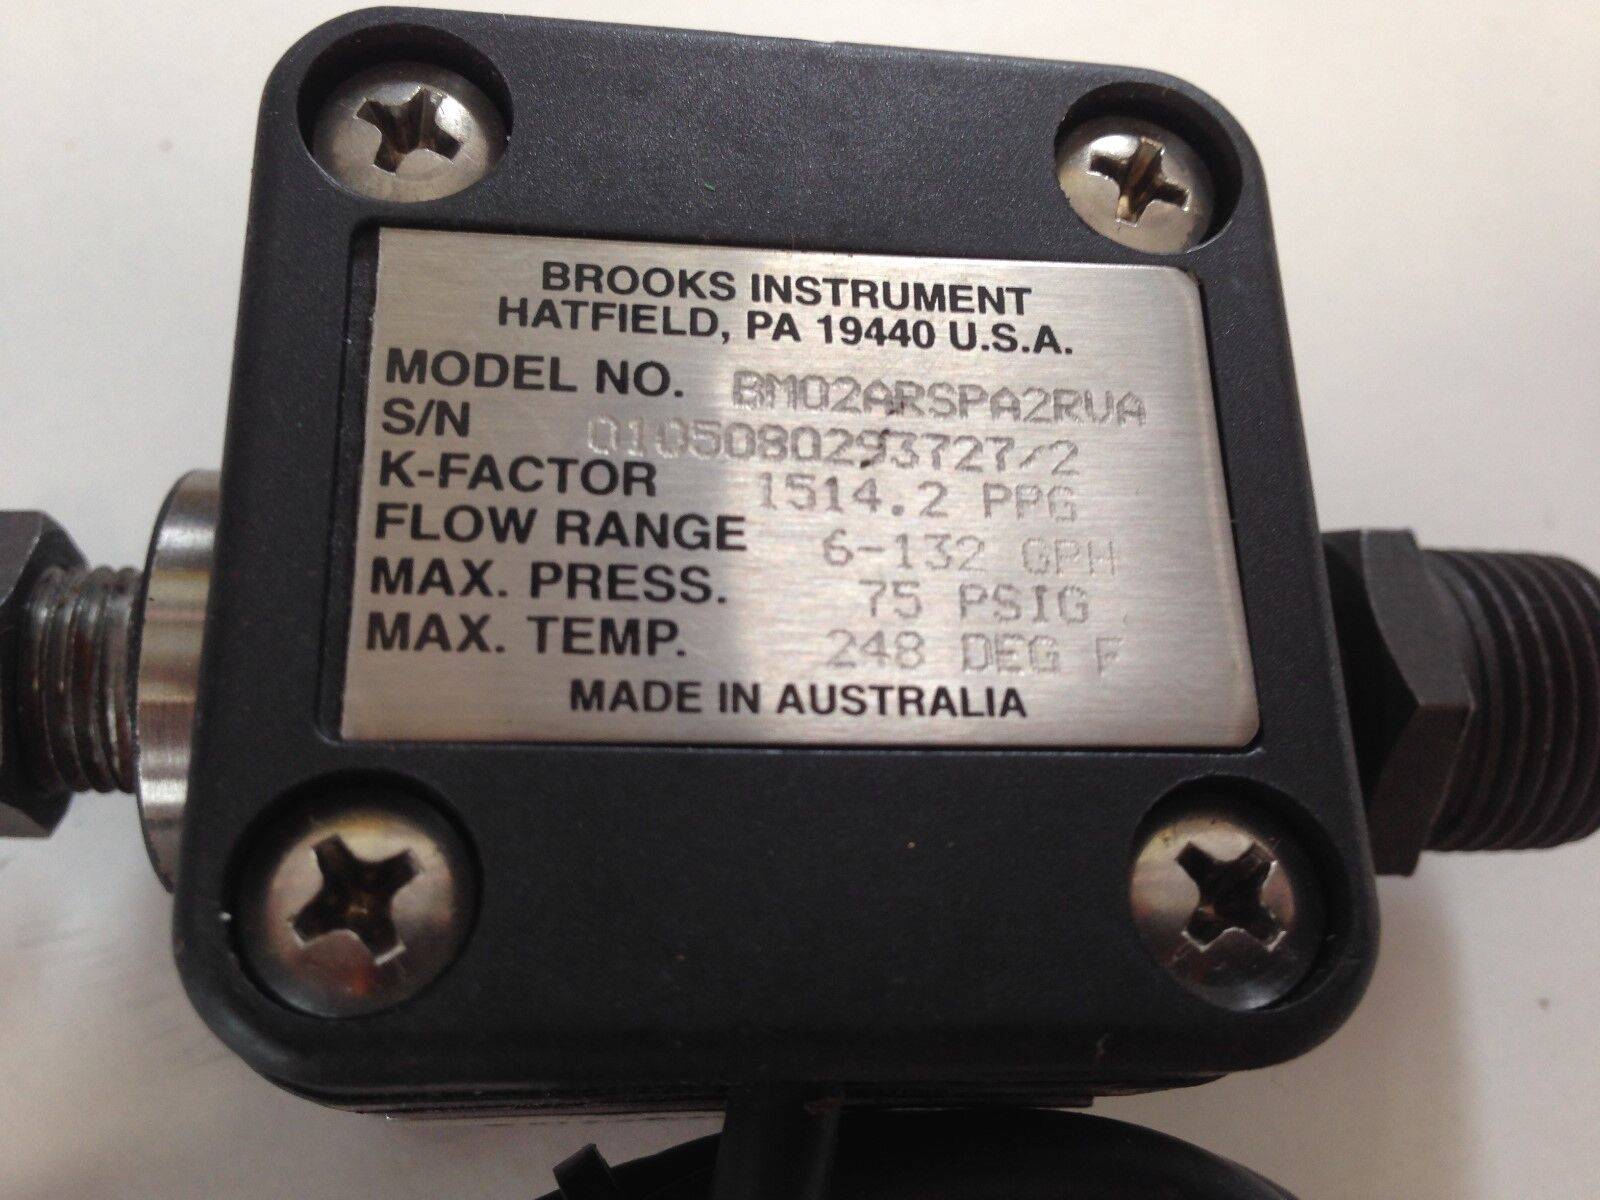 BROOKS INSTRUMENT
HATFIELD, PA 19440 U.S.A.
MODEL NO. BM02ARSPA2RVA
S/N 0105080293727/2
K-FACTOR 1514.2 PPG
FLOW RANGE 6-132 GPH
MAX. PRESS. 75 PSIG
MAX. TEMP. 248 DEG F
MADE IN AUSTRALIA